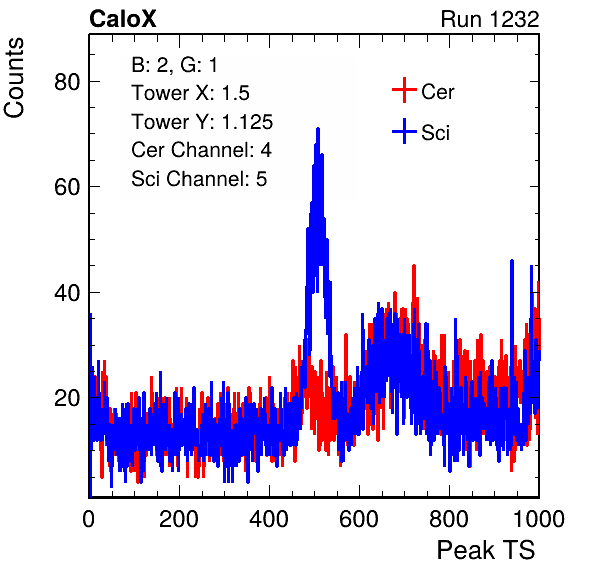 CaloX Run 1232
Counts
B: 2, G: 1
Tower X: 1.5
Tower Y: 1.125
Cer Channel: 4
Sci Channel: 5
Cer
Sci
80
60
40
20
0 200 400 600 800 1000
Peak TS